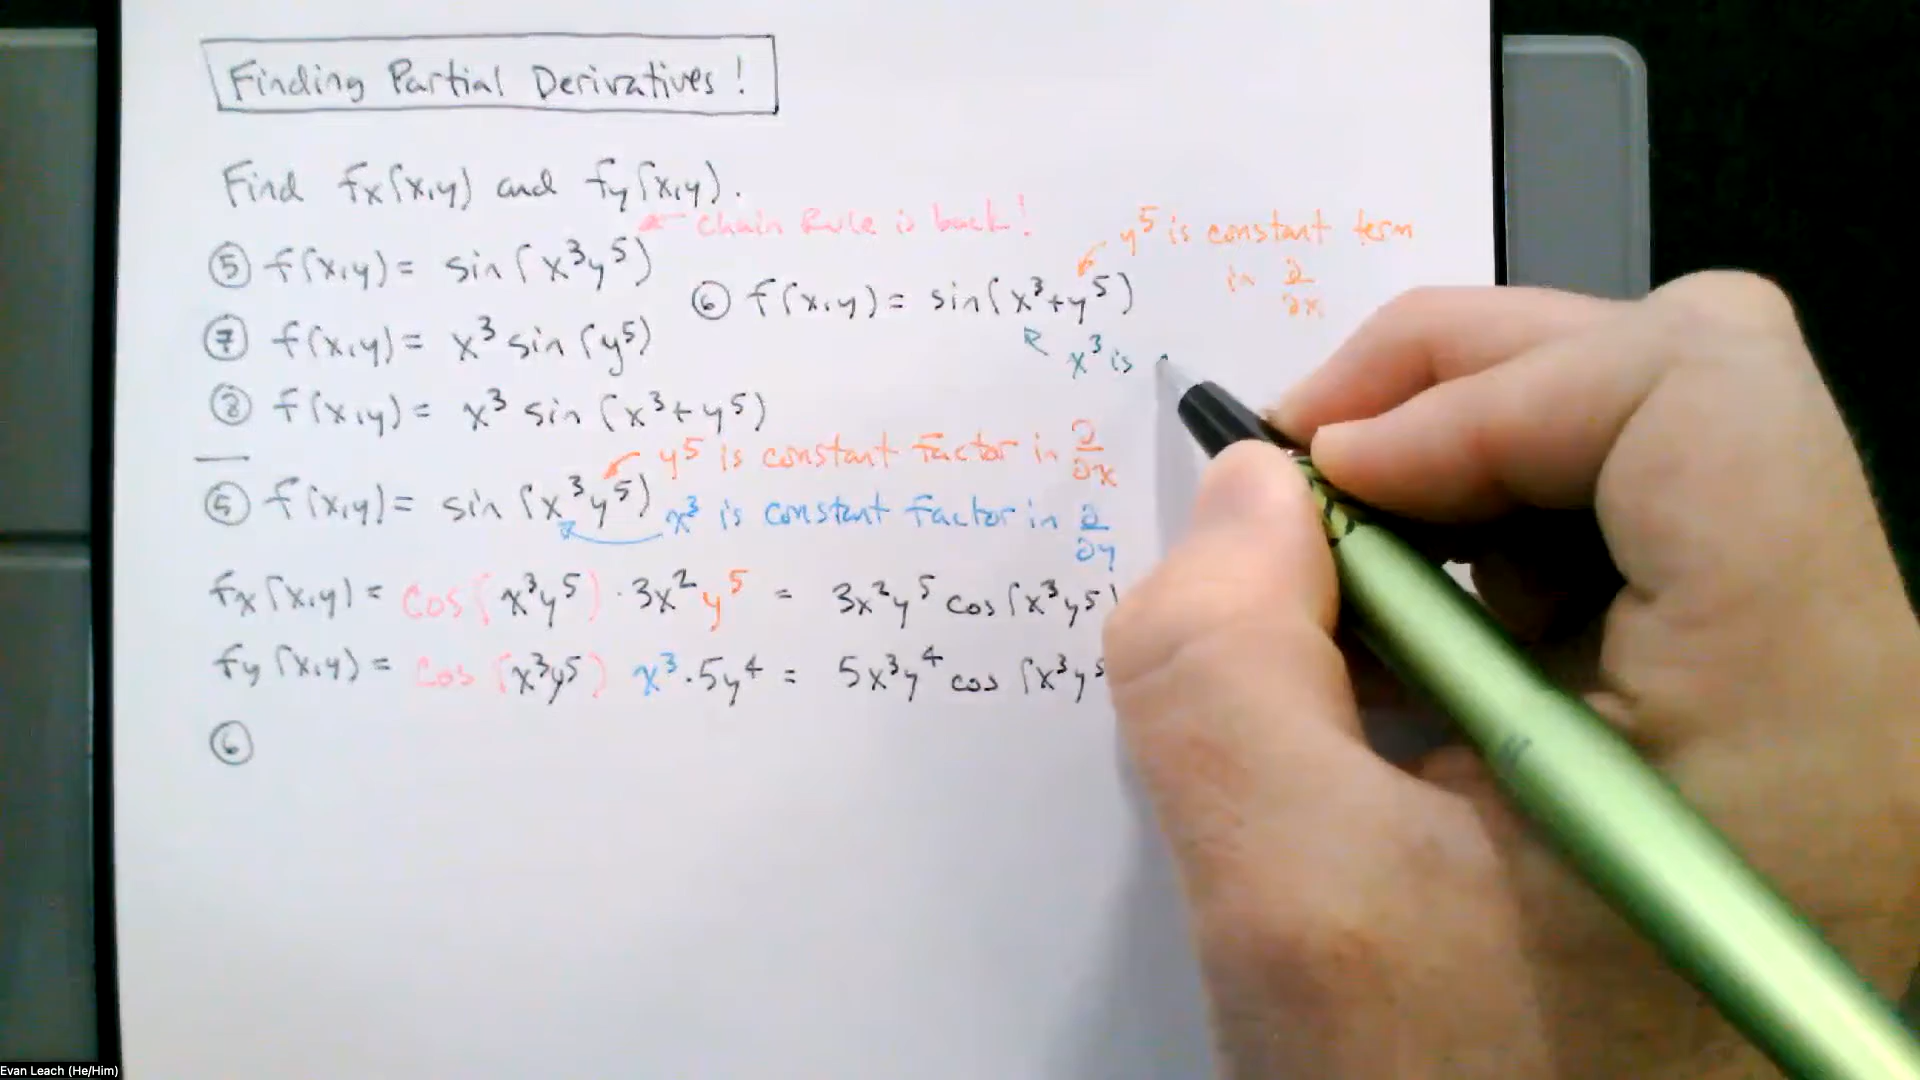 Finding Partial Derivatives!
Find fx(x,y) and fy(x,y).
Chain Rule is back!
⑤ f(x,y) = sin(x³y⁵)
⑥ f(x,y) = sin(x³+y⁵)
y⁵ is constant term
in ∂/∂x
x³ is
⑦ f(x,y) = x³ sin(y⁵)
⑧ f(x,y) = x³ sin(x³+y⁵)
y⁵ is constant factor in ∂/∂x
⑤ f(x,y) = sin(x³y⁵)
x³ is constant factor in ∂/∂y
fx(x,y) = cos(x³y⁵) · 3x²y⁵ = 3x²y⁵ cos(x³y⁵)
fy(x,y) = cos(x³y⁵) x³ · 5y⁴ = 5x³y⁴ cos(x³y⁵
⑥
Evan Leach (He/Him)